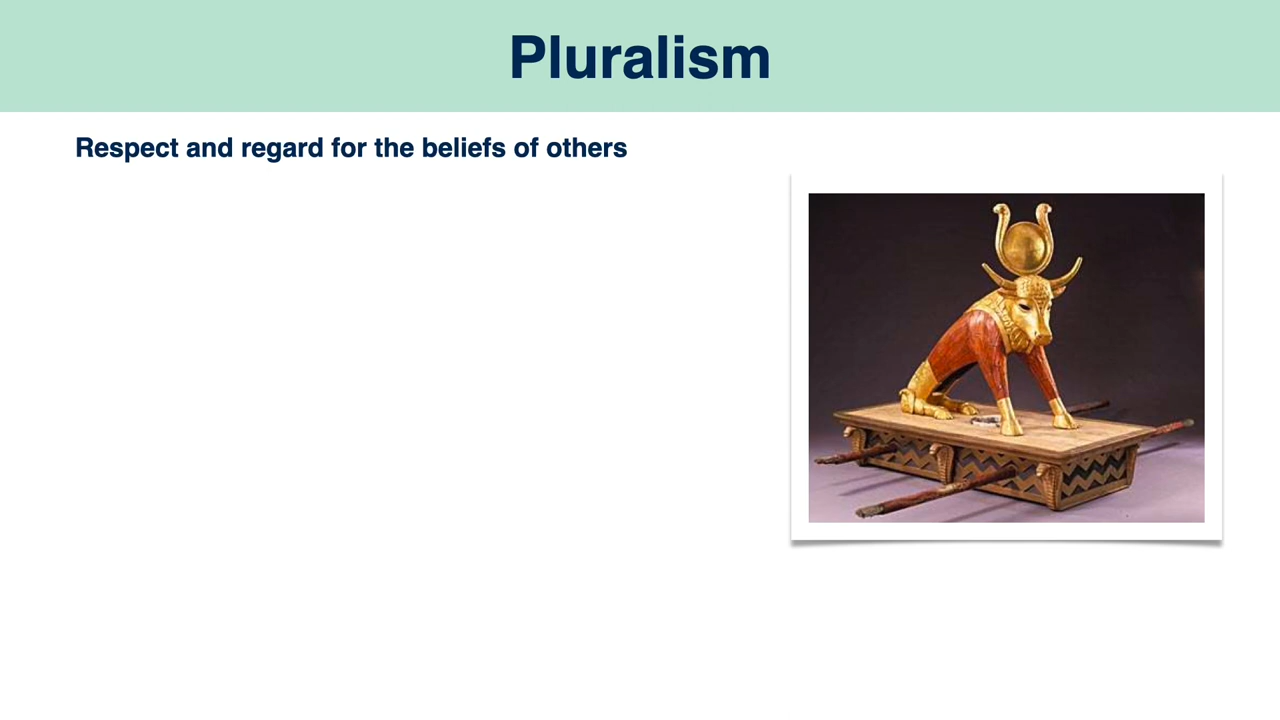 Pluralism
Respect and regard for the beliefs of others